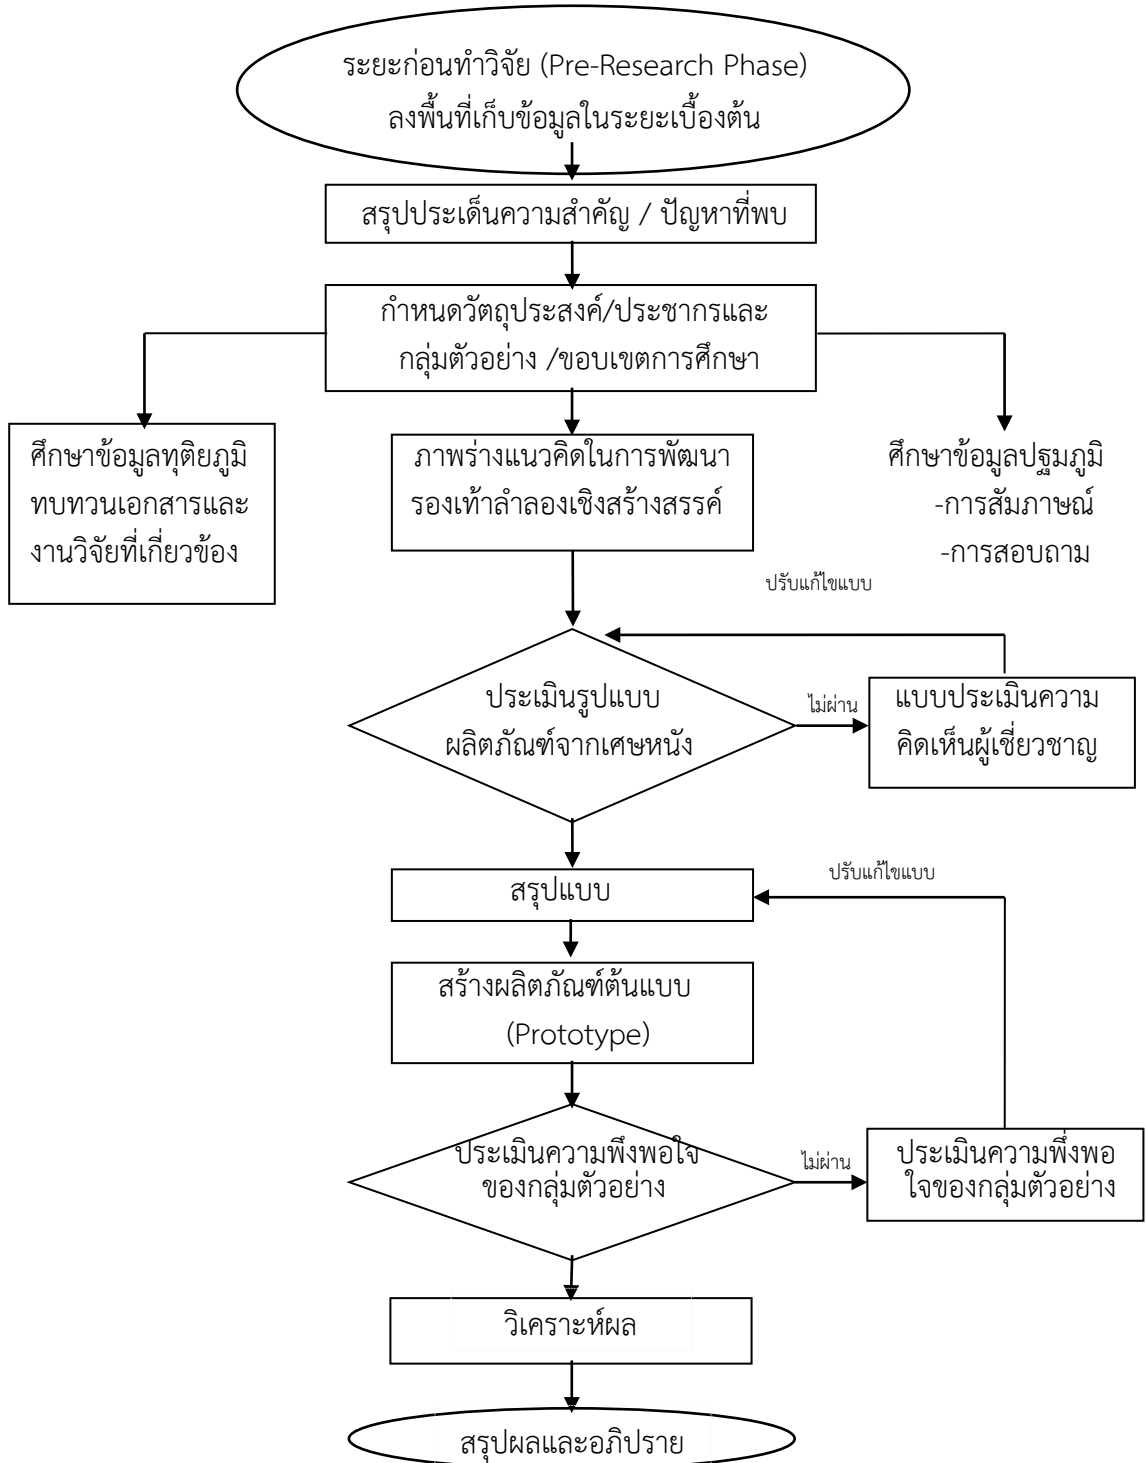 ระยะก่อนทำวิจัย (Pre-Research Phase)
ลงพื้นที่เก็บข้อมูลในระยะเบื้องต้น
สรุปประเด็นความสำคัญ / ปัญหาที่พบ
กำหนดวัตถุประสงค์/ประชากรและ
กลุ่มตัวอย่าง /ขอบเขตการศึกษา
ศึกษาข้อมูลทุติยภูมิ
ทบทวนเอกสารและ
งานวิจัยที่เกี่ยวข้อง
ภาพร่างแนวคิดในการพัฒนา
รองเท้าลำลองเชิงสร้างสรรค์
ศึกษาข้อมูลปฐมภูมิ
-การสัมภาษณ์
-การสอบถาม
ปรับแก้ไขแบบ
ประเมินรูปแบบ
ผลิตภัณฑ์จากเศษหนัง
ไม่ผ่าน
แบบประเมินความ
คิดเห็นผู้เชี่ยวชาญ
ปรับแก้ไขแบบ
สรุปแบบ
สร้างผลิตภัณฑ์ต้นแบบ
(Prototype)
ประเมินความพึงพอใจ
ของกลุ่มตัวอย่าง
ไม่ผ่าน
ประเมินความพึ่งพอ
ใจของกลุ่มตัวอย่าง
วิเคราะห์ผล
สรุปผลและอภิปราย